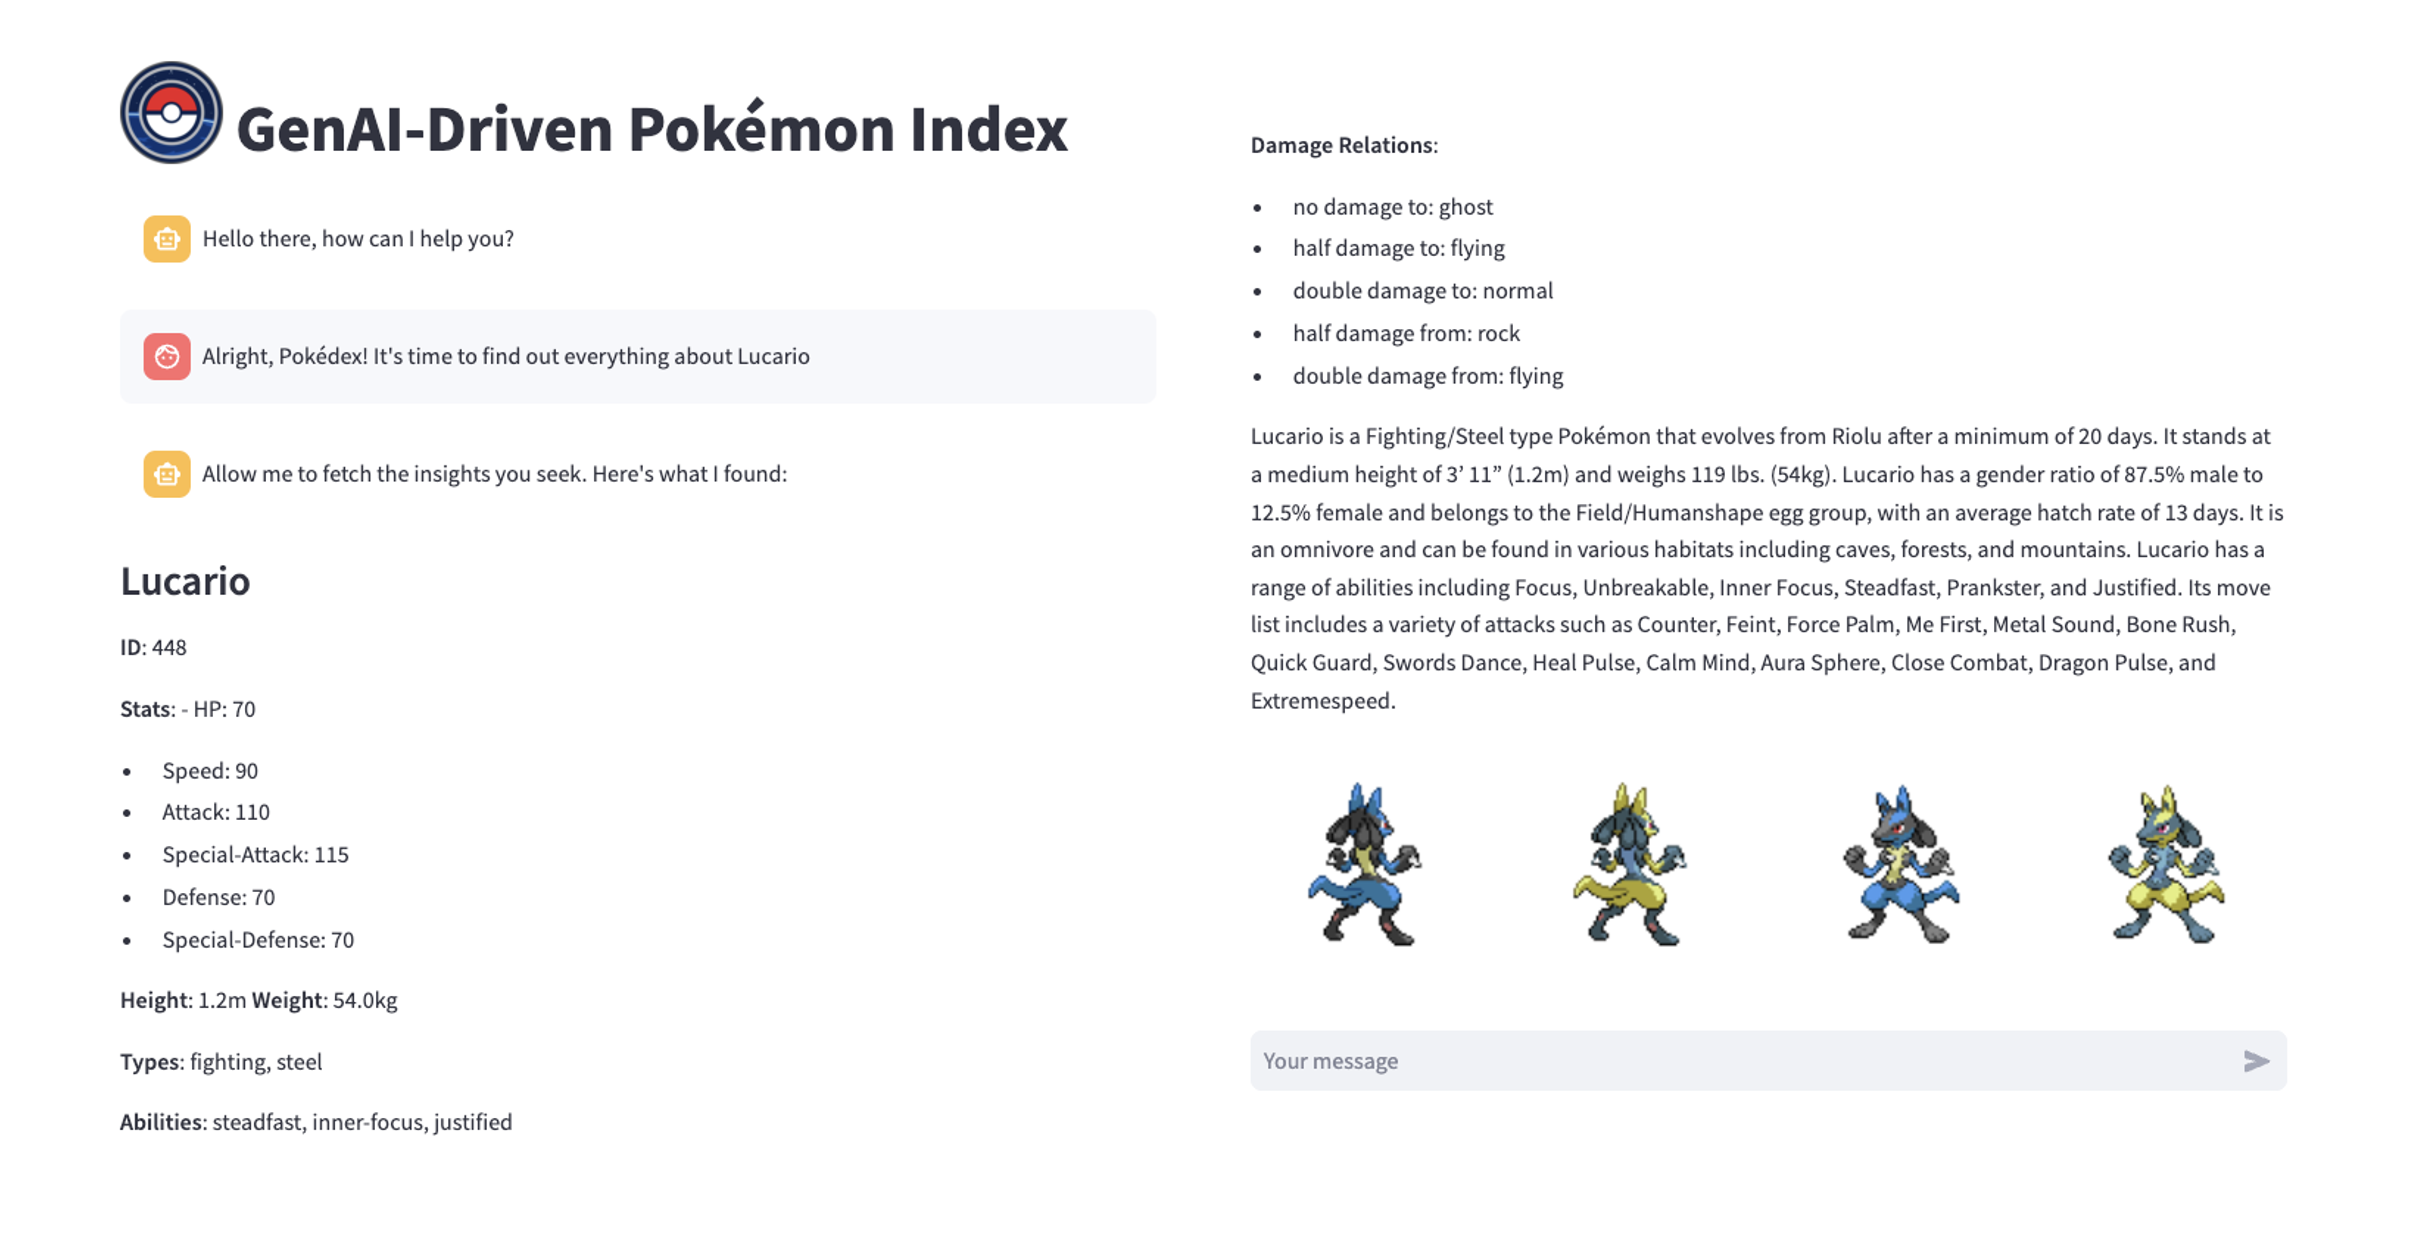 GenAI-Driven Pokémon Index
Hello there, how can I help you?
Alright, Pokédex! It's time to find out everything about Lucario
Allow me to fetch the insights you seek. Here's what I found:
Lucario
ID: 448
Stats: - HP: 70
• Speed: 90
• Attack: 110
• Special-Attack: 115
• Defense: 70
• Special-Defense: 70
Height: 1.2m Weight: 54.0kg
Types: fighting, steel
Abilities: steadfast, inner-focus, justified
Damage Relations:
• no damage to: ghost
• half damage to: flying
• double damage to: normal
• half damage from: rock
• double damage from: flying
Lucario is a Fighting/Steel type Pokémon that evolves from Riolu after a minimum of 20 days. It stands at
a medium height of 3’ 11” (1.2m) and weighs 119 lbs. (54kg). Lucario has a gender ratio of 87.5% male to
12.5% female and belongs to the Field/Humanshape egg group, with an average hatch rate of 13 days. It is
an omnivore and can be found in various habitats including caves, forests, and mountains. Lucario has a
range of abilities including Focus, Unbreakable, Inner Focus, Steadfast, Prankster, and Justified. Its move
list includes a variety of attacks such as Counter, Feint, Force Palm, Me First, Metal Sound, Bone Rush,
Quick Guard, Swords Dance, Heal Pulse, Calm Mind, Aura Sphere, Close Combat, Dragon Pulse, and
Extremespeed.
Your message